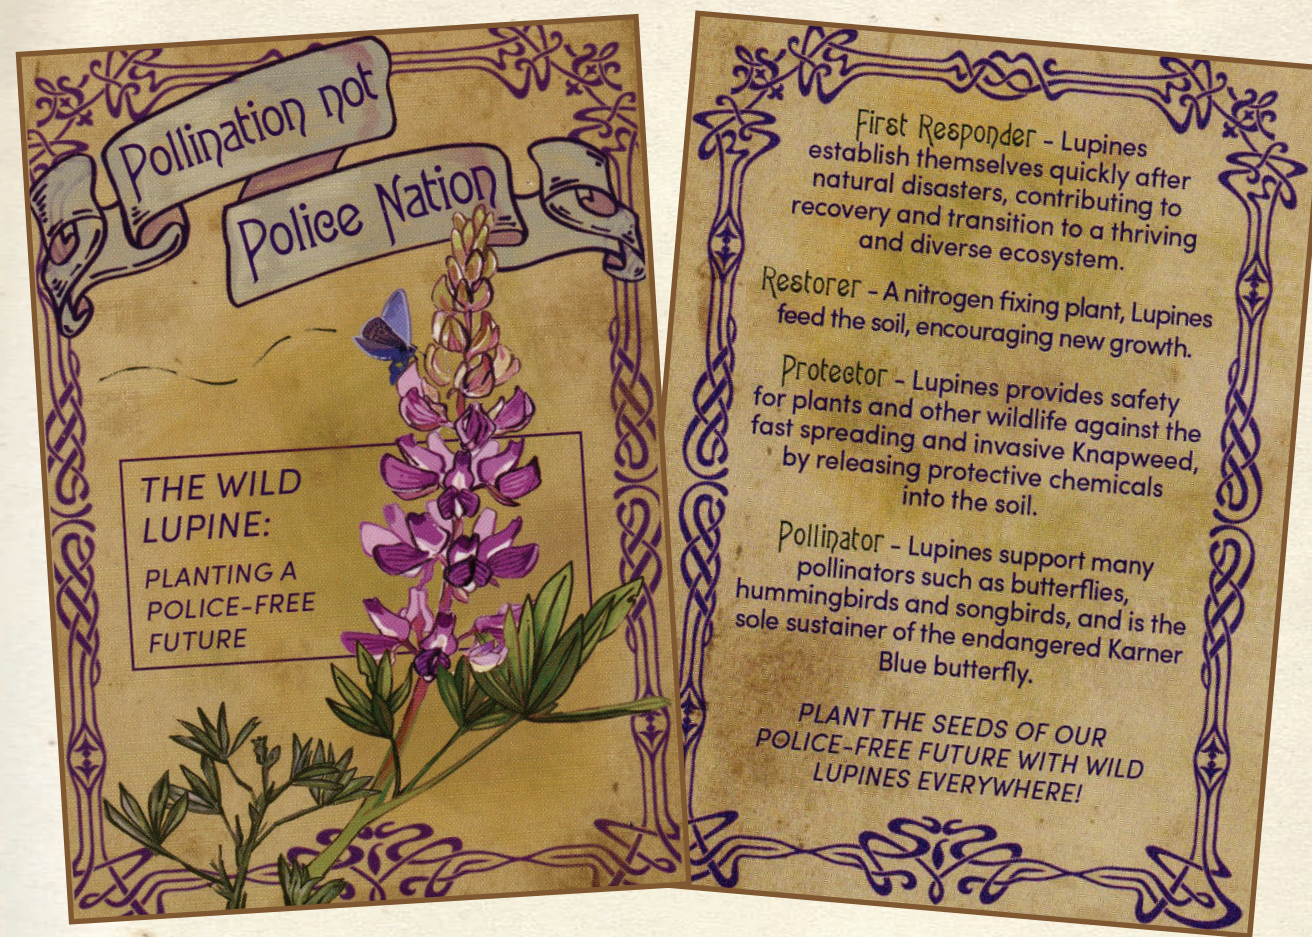 Pollination not
Police Nation
THE WILD
LUPINE:
PLANTING A
POLICE-FREE
FUTURE
First Responder - Lupines
establish themselves quickly after
natural disasters, contributing to
recovery and transition to a thriving
and diverse ecosystem.
Restorer - A nitrogen fixing plant, Lupines
feed the soil, encouraging new growth.
Protector - Lupines provides safety
for plants and other wildlife against the
fast spreading and invasive Knapweed,
by releasing protective chemicals
into the soil.
Pollinator - Lupines support many
pollinators such as butterflies,
hummingbirds and songbirds, and is the
sole sustainer of the endangered Karner
Blue butterfly.
PLANT THE SEEDS OF OUR
POLICE-FREE FUTURE WITH WILD
LUPINES EVERYWHERE!